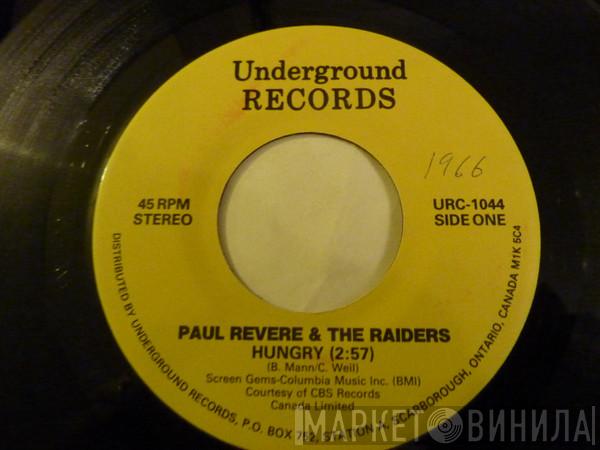 Underground
RECORDS
1966
45 RPM
STEREO
URC-1044
SIDE ONE
PAUL REVERE & THE RAIDERS
HUNGRY (2:57)
(B. Mann/C. Weil)
Screen Gems-Columbia Music Inc. (BMI)
Courtesy of CBS Records
Canada Limited
DISTRIBUTED BY UNDERGROUND RECORDS, P.O. BOX 762, STATION A, SCARBOROUGH, ONTARIO, CANADA M1K 5C4
МАРКЕТ ВИНИЛА